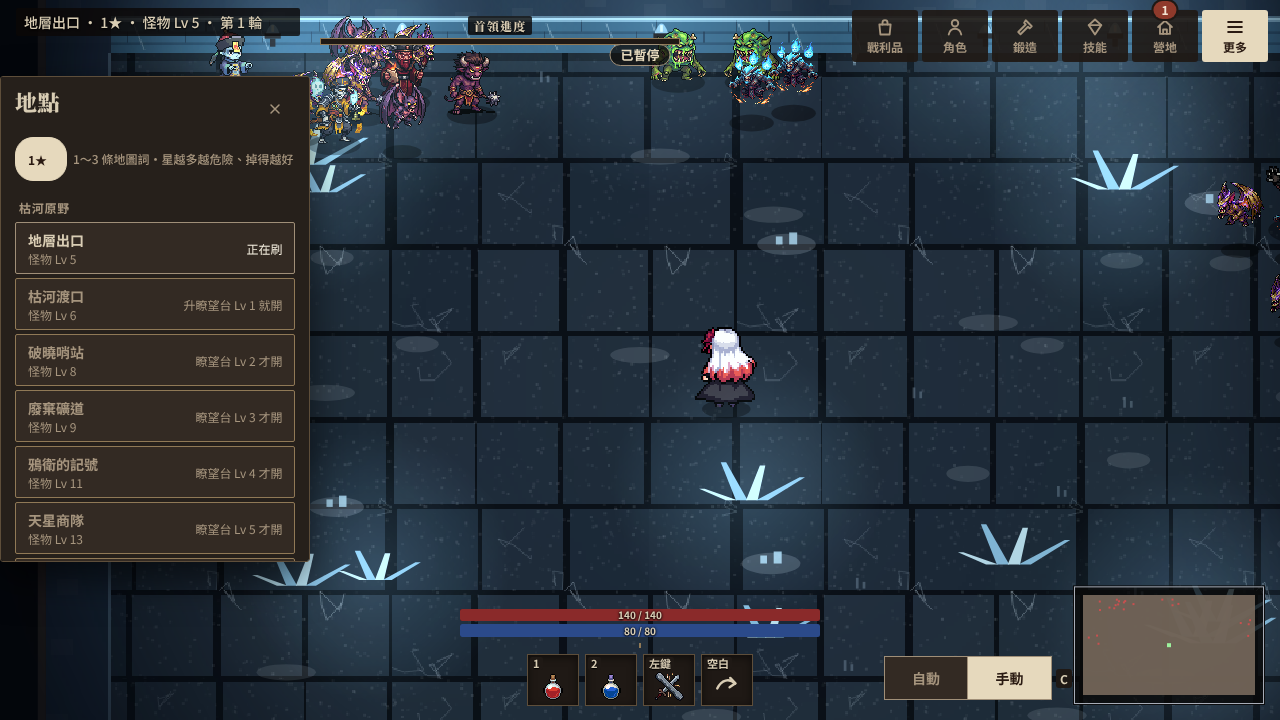 地層出口 • 1★ • 怪物 Lv 5 • 第 1 輪
首領進度
已暫停
戰利品
角色
鍛造
技能
1
營地
更多
地點
×
1★
1～3 條地圖詞・星越多越危險、掉得越好
枯河原野
地層出口
怪物 Lv 5
正在刷
枯河渡口
怪物 Lv 6
升瞭望台 Lv 1 就開
破曉哨站
怪物 Lv 8
瞭望台 Lv 2 才開
廢棄礦道
怪物 Lv 9
瞭望台 Lv 3 才開
鴉衛的記號
怪物 Lv 11
瞭望台 Lv 4 才開
天星商隊
怪物 Lv 13
瞭望台 Lv 5 才開
140 / 140
80 / 80
1
2
左鍵
空白
自動
手動
C